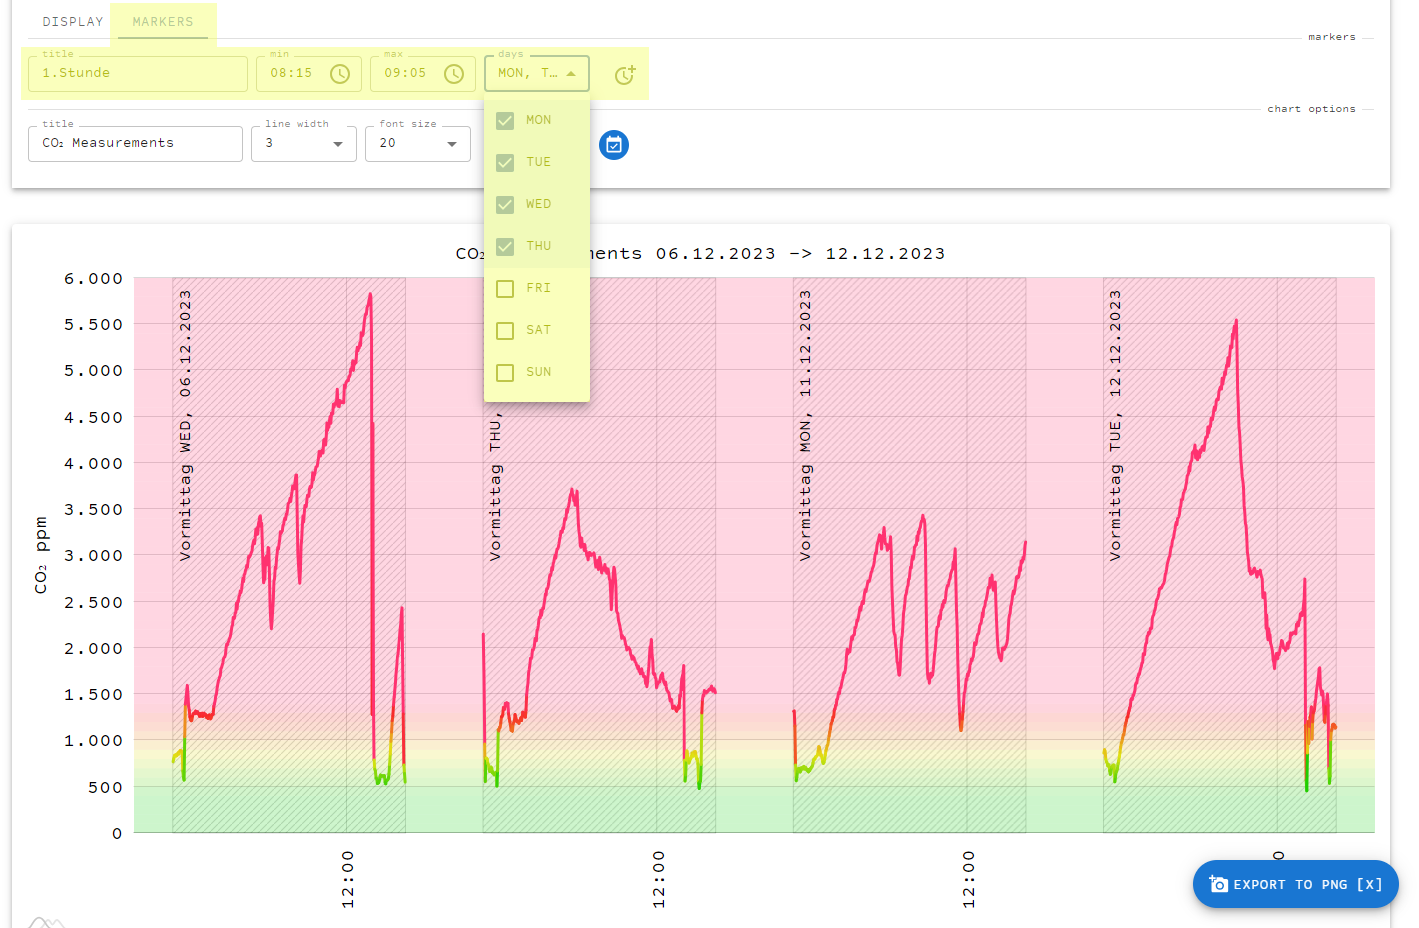 DISPLAY MARKERS
markers
title min max days
1.Stunde 08:15 09:05 MON, T…
chart options
title line width font size
CO₂ Measurements 3 20
MON
TUE
WED
THU
FRI
SAT
SUN
CO₂ ments 06.12.2023 -> 12.12.2023
6.000
5.500
5.000
4.500
4.000
3.500
3.000
2.500
2.000
1.500
1.000
500
0
CO₂ ppm
Vormittag WED, 06.12.2023
Vormittag THU,
Vormittag MON, 11.12.2023
Vormittag TUE, 12.12.2023
12:00
12:00
12:00
0
EXPORT TO PNG [X]